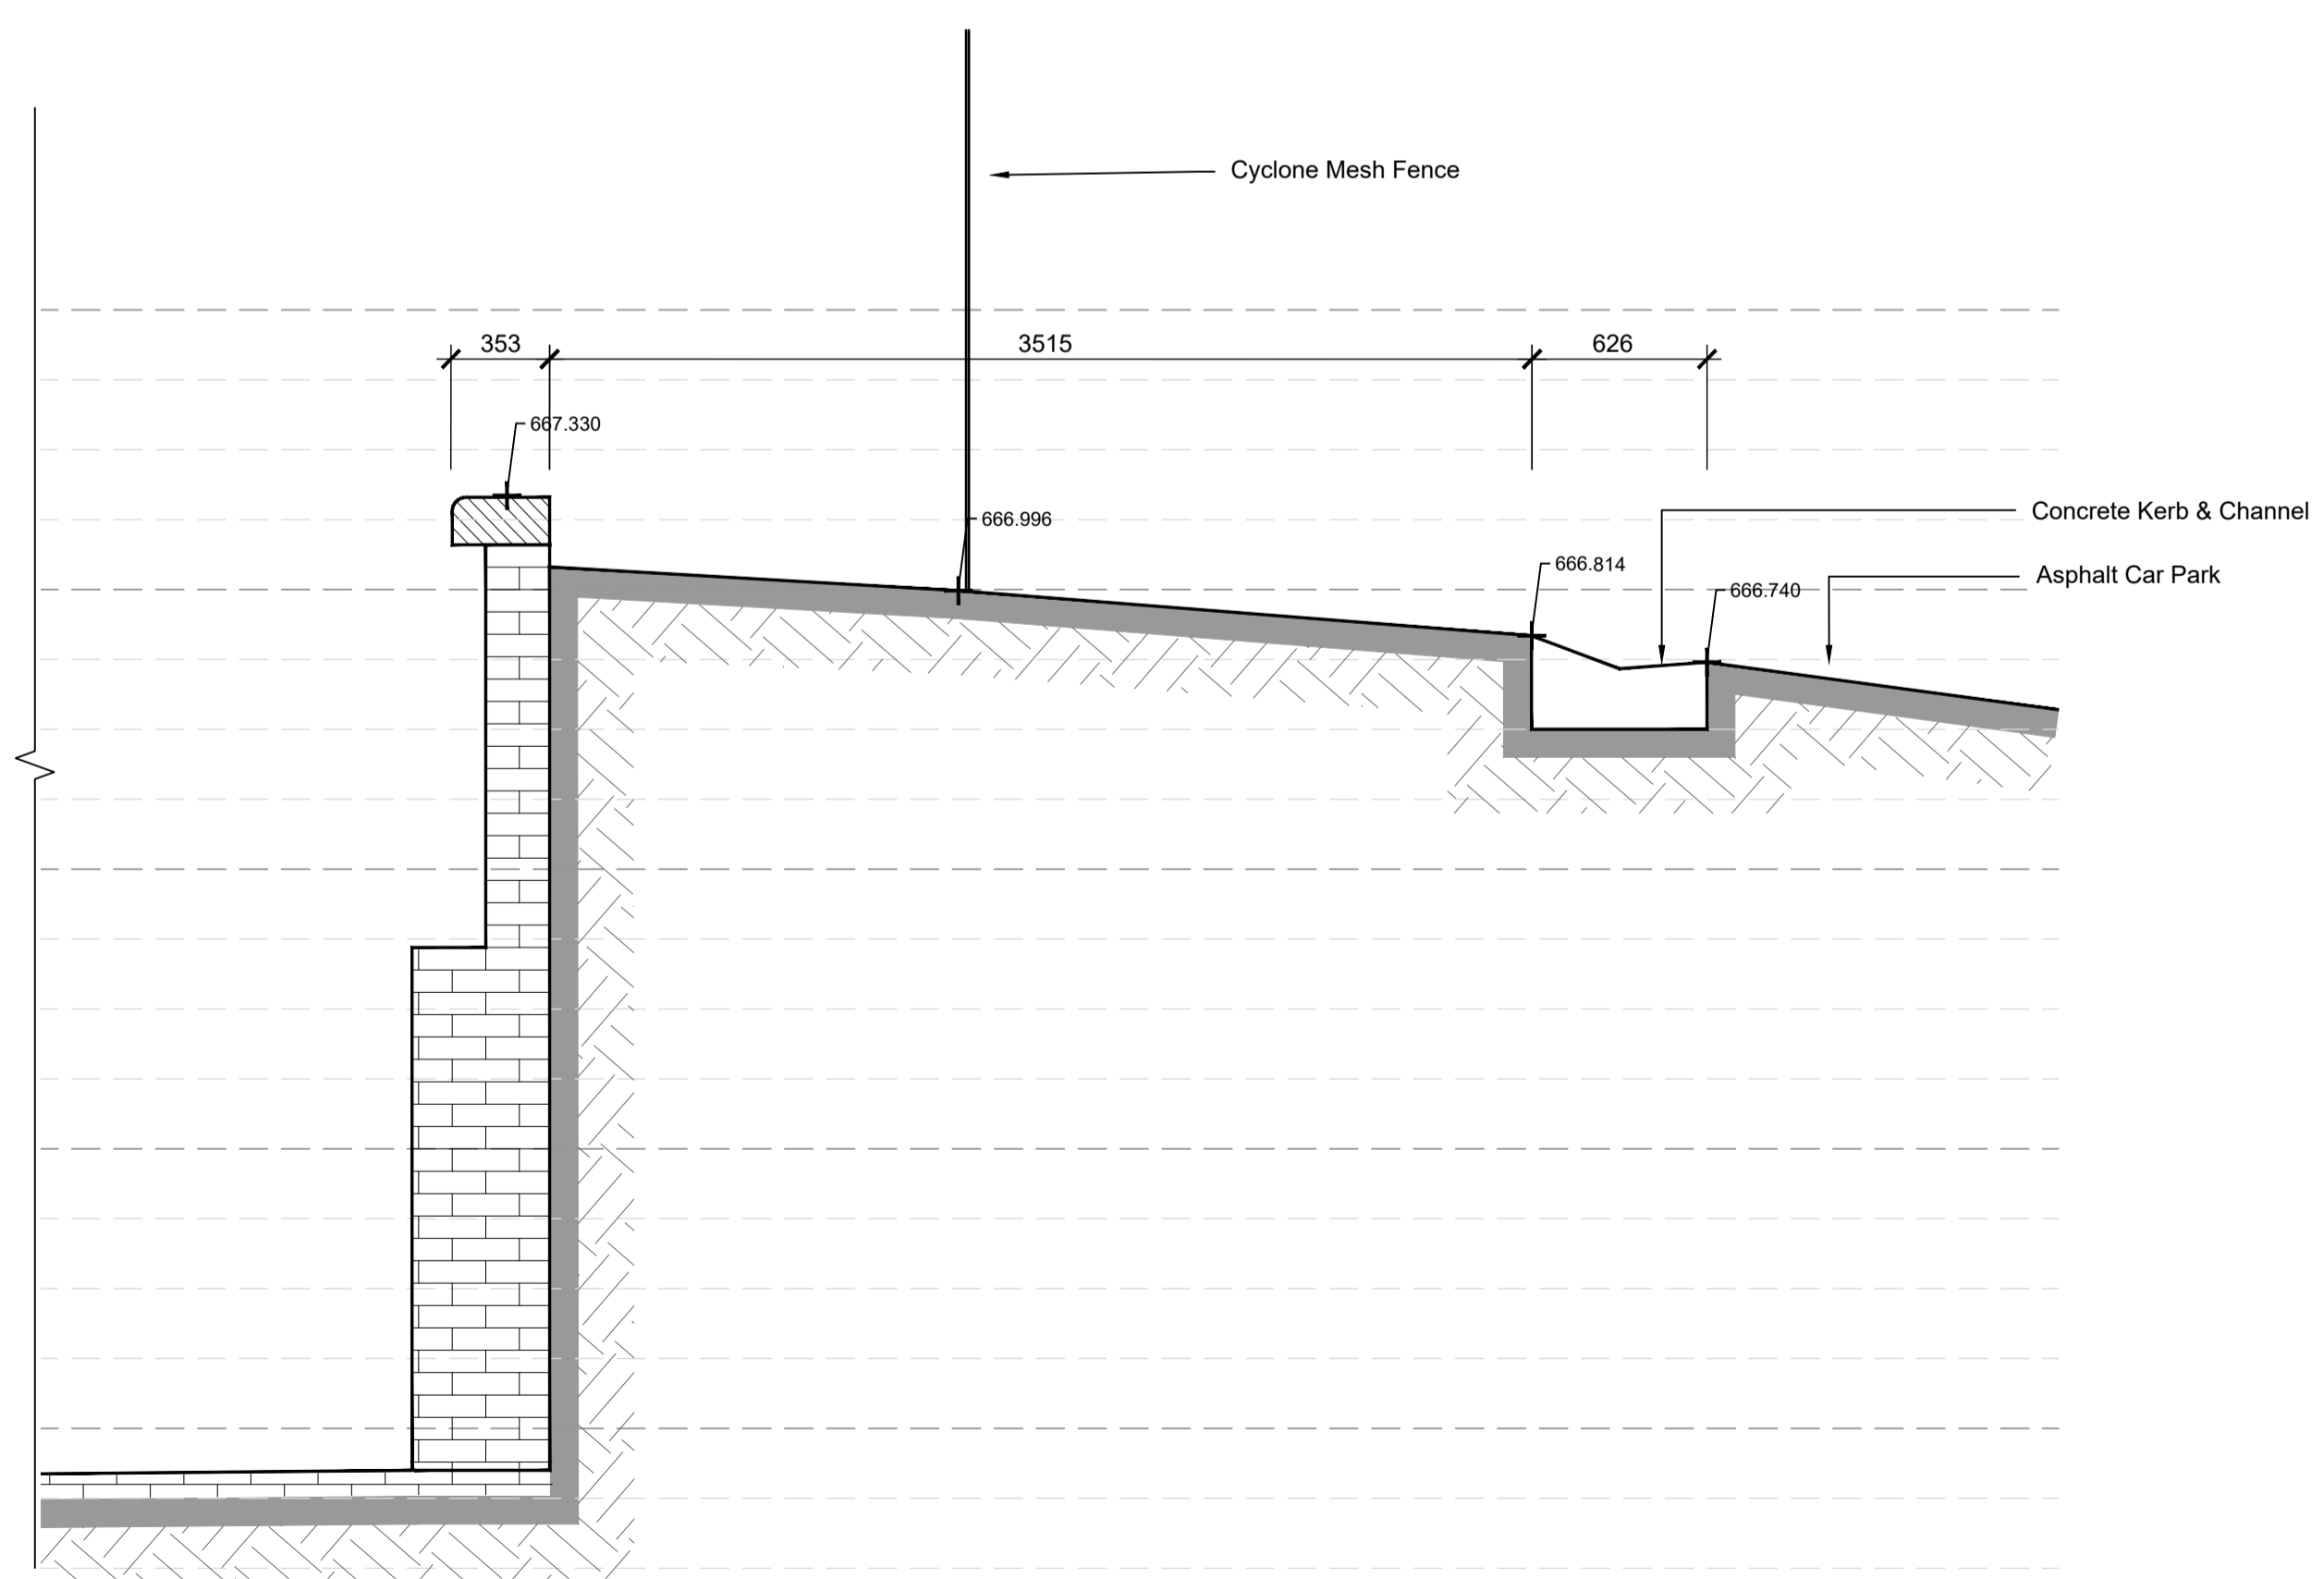 Cyclone Mesh Fence
353
3515
626
667.330
666.996
Concrete Kerb & Channel
666.814
Asphalt Car Park
666.740